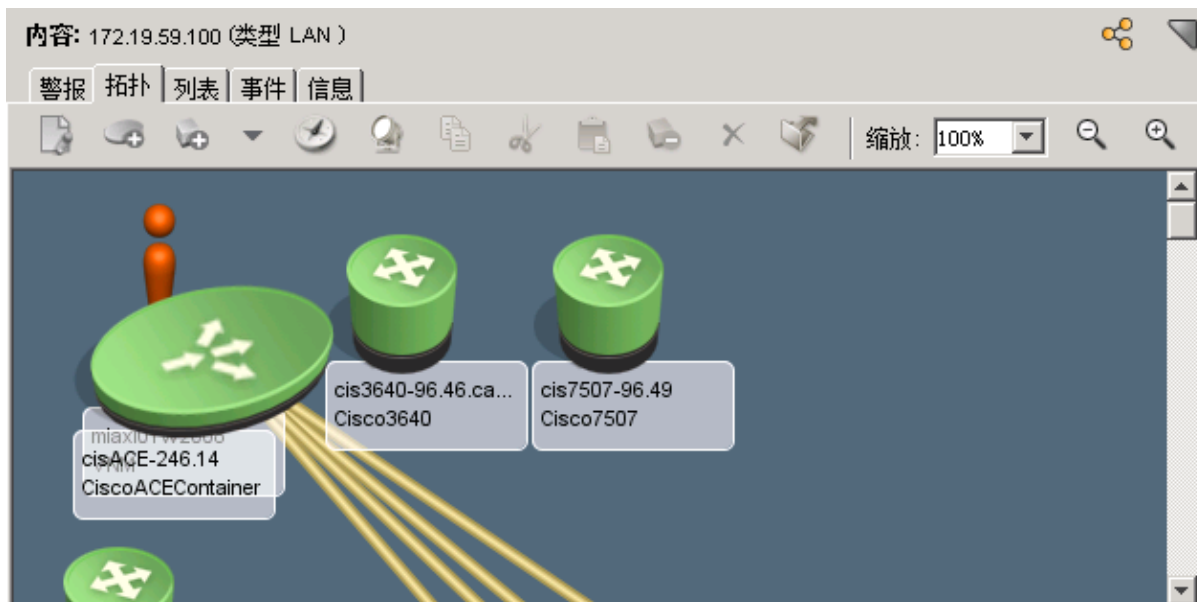 内容: 172.19.59.100 (类型 LAN )
警报 拓扑 列表 事件 信息
缩放: 100%
cis3640-96.46.ca...
Cisco3640
cis7507-96.49
Cisco7507
cisACE-246.14
CiscoACEContainer